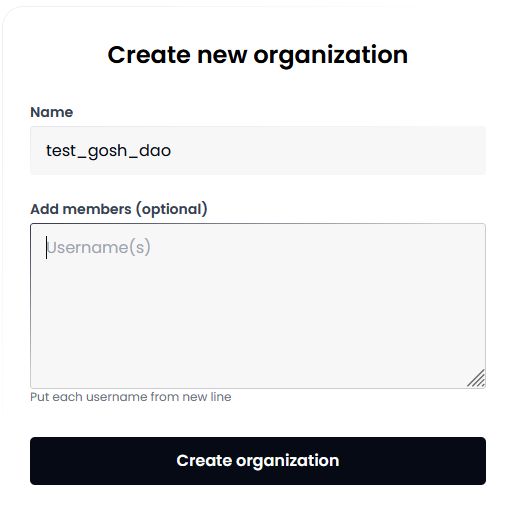 Create new organization
Name
test_gosh_dao
Add members (optional)
Username(s)
Put each username from new line
Create organization